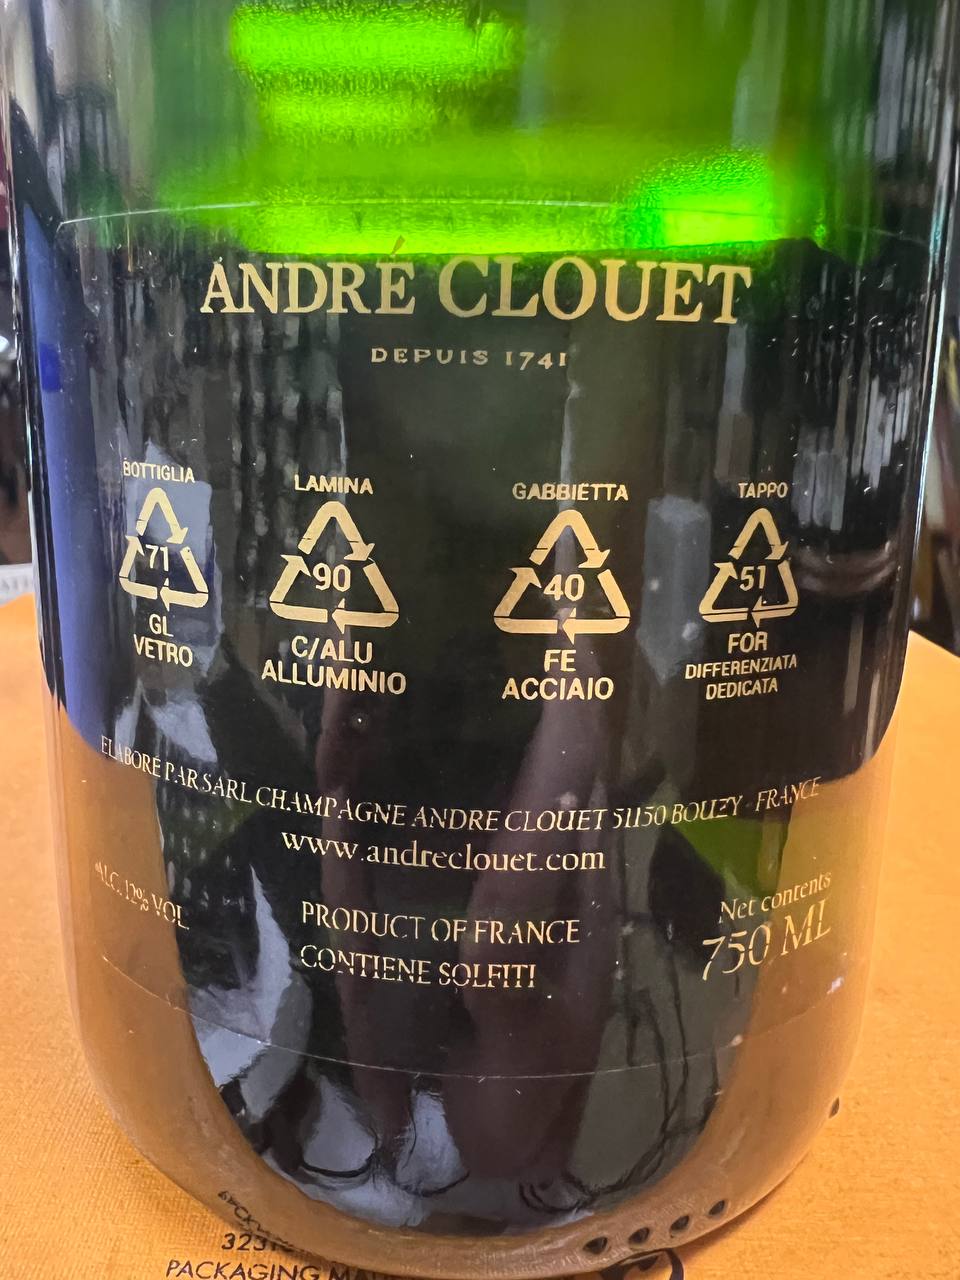 ANDRÉ CLOUET
DEPUIS 1741
BOTTIGLIA
71
GL
VETRO
LAMINA
90
C/ALU
ALLUMINIO
GABBIETTA
40
FE
ACCIAIO
TAPPO
51
FOR
DIFFERENZIATA
DEDICATA
ELABORÉ PAR SARL CHAMPAGNE ANDRE CLOUET 51150 BOUZY - FRANCE
www.andreclouet.com
ALC. 12% VOL
PRODUCT OF FRANCE
CONTIENE SOLFITI
Net contents
750 ML
PACKAGING